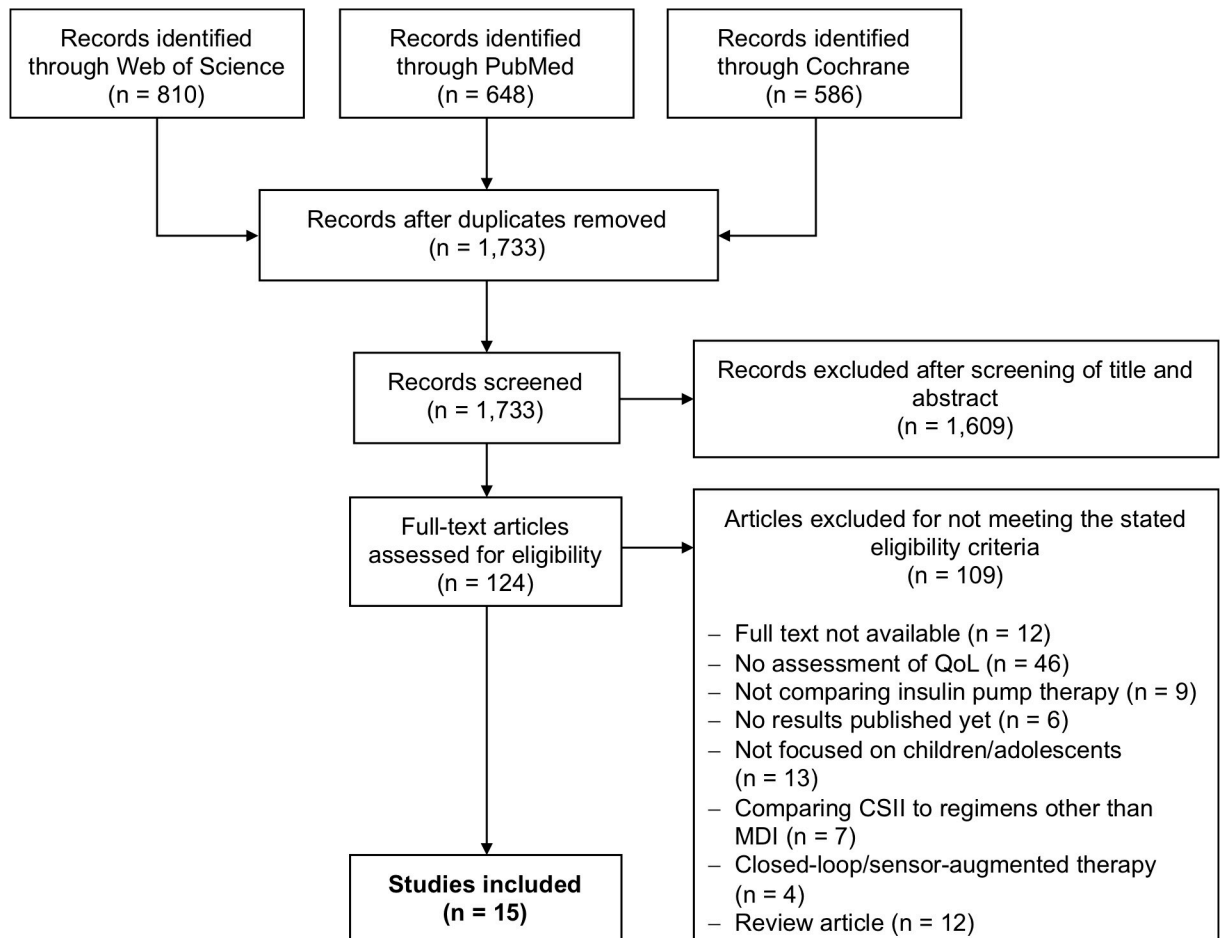 Records identified
through Web of Science
(n = 810)
Records identified
through PubMed
(n = 648)
Records identified
through Cochrane
(n = 586)
Records after duplicates removed
(n = 1,733)
Records screened
(n = 1,733)
Records excluded after screening of title and
abstract
(n = 1,609)
Full-text articles
assessed for eligibility
(n = 124)
Articles excluded for not meeting the stated
eligibility criteria
(n = 109)
– Full text not available (n = 12)
– No assessment of QoL (n = 46)
– Not comparing insulin pump therapy (n = 9)
– No results published yet (n = 6)
– Not focused on children/adolescents
(n = 13)
– Comparing CSII to regimens other than
MDI (n = 7)
– Closed-loop/sensor-augmented therapy
(n = 4)
– Review article (n = 12)
Studies included
(n = 15)